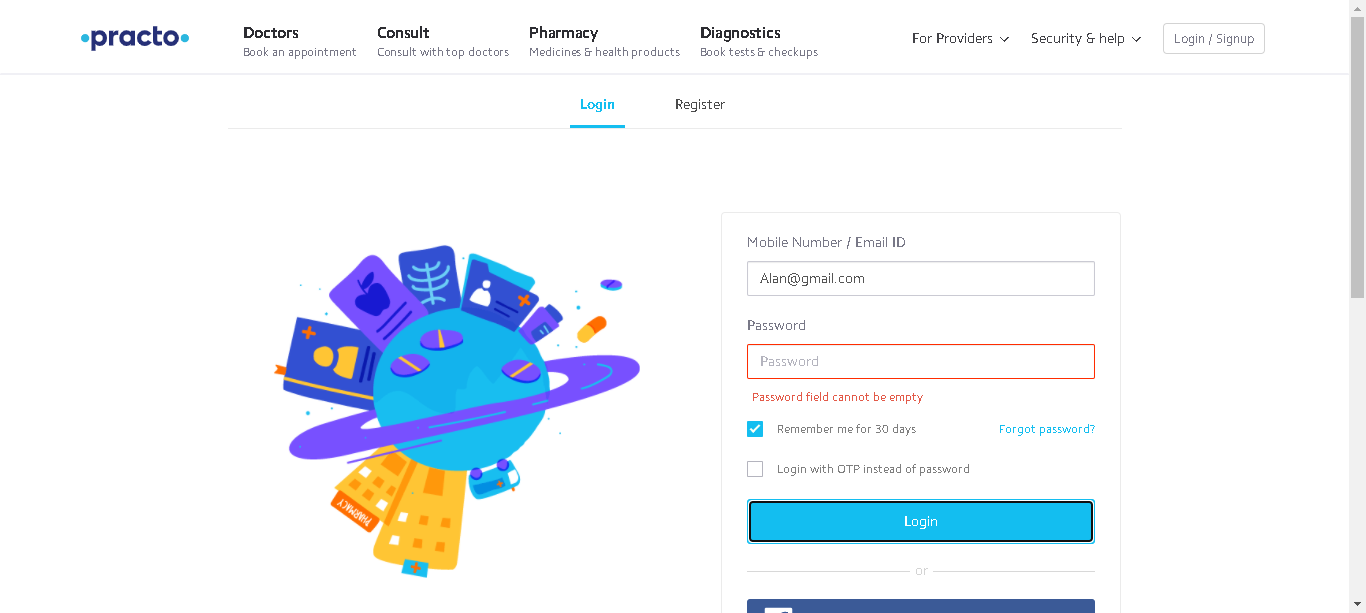 practo
Doctors
Book an appointment
Consult
Consult with top doctors
Pharmacy
Medicines & health products
Diagnostics
Book tests & checkups
For Providers
Security & help
Login / Signup
Login
Register
Mobile Number / Email ID
Alan@gmail.com
Password
Password
Password field cannot be empty
Remember me for 30 days
Forgot password?
Login with OTP instead of password
Login
or
PHARMACY